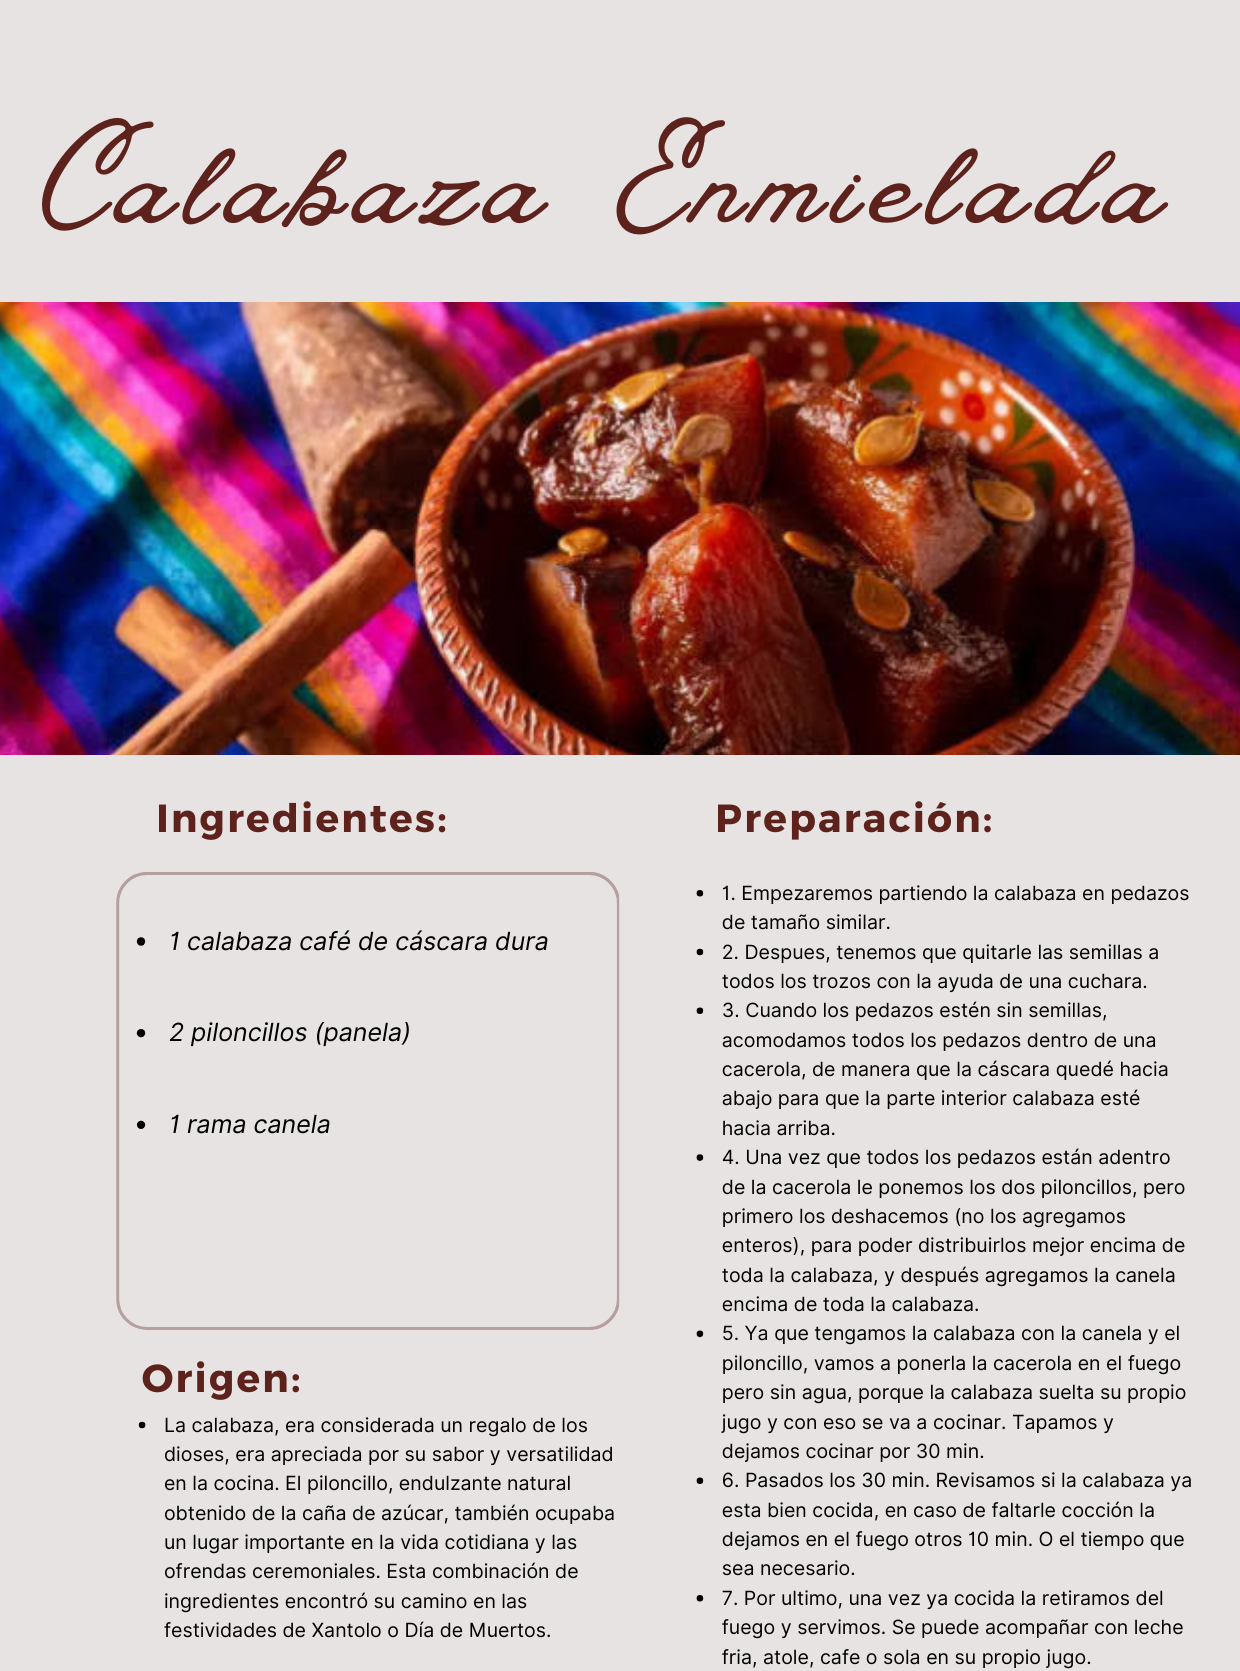 Calabaza Enmielada
Ingredientes:
• 1 calabaza café de cáscara dura
• 2 piloncillos (panela)
• 1 rama canela
Origen:
• La calabaza, era considerada un regalo de los
dioses, era apreciada por su sabor y versatilidad
en la cocina. El piloncillo, endulzante natural
obtenido de la caña de azúcar, también ocupaba
un lugar importante en la vida cotidiana y las
ofrendas ceremoniales. Esta combinación de
ingredientes encontró su camino en las
festividades de Xantolo o Día de Muertos.
Preparación:
• 1. Empezaremos partiendo la calabaza en pedazos
de tamaño similar.
• 2. Despues, tenemos que quitarle las semillas a
todos los trozos con la ayuda de una cuchara.
• 3. Cuando los pedazos estén sin semillas,
acomodamos todos los pedazos dentro de una
cacerola, de manera que la cáscara quedé hacia
abajo para que la parte interior calabaza esté
hacia arriba.
• 4. Una vez que todos los pedazos están adentro
de la cacerola le ponemos los dos piloncillos, pero
primero los deshacemos (no los agregamos
enteros), para poder distribuirlos mejor encima de
toda la calabaza, y después agregamos la canela
encima de toda la calabaza.
• 5. Ya que tengamos la calabaza con la canela y el
piloncillo, vamos a ponerla la cacerola en el fuego
pero sin agua, porque la calabaza suelta su propio
jugo y con eso se va a cocinar. Tapamos y
dejamos cocinar por 30 min.
• 6. Pasados los 30 min. Revisamos si la calabaza ya
esta bien cocida, en caso de faltarle cocción la
dejamos en el fuego otros 10 min. O el tiempo que
sea necesario.
• 7. Por ultimo, una vez ya cocida la retiramos del
fuego y servimos. Se puede acompañar con leche
fria, atole, cafe o sola en su propio jugo.